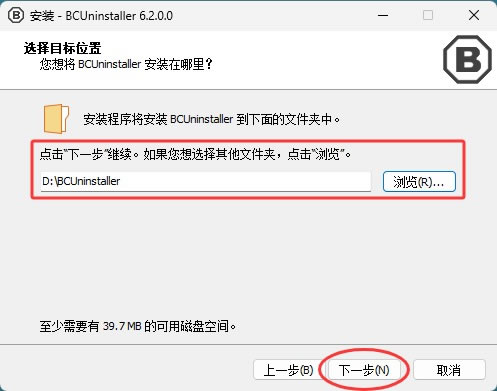 安装 - BCUninstaller 6.2.0.0
选择目标位置
您想将 BCUninstaller 安装在哪里？
B
安装程序将安装 BCUninstaller 到下面的文件夹中。
点击“下一步”继续。如果您想选择其他文件夹，点击“浏览”。
D:\BCUninstaller
浏览(R)...
至少需要有 39.7 MB 的可用磁盘空间。
上一步(B) 下一步(N) 取消